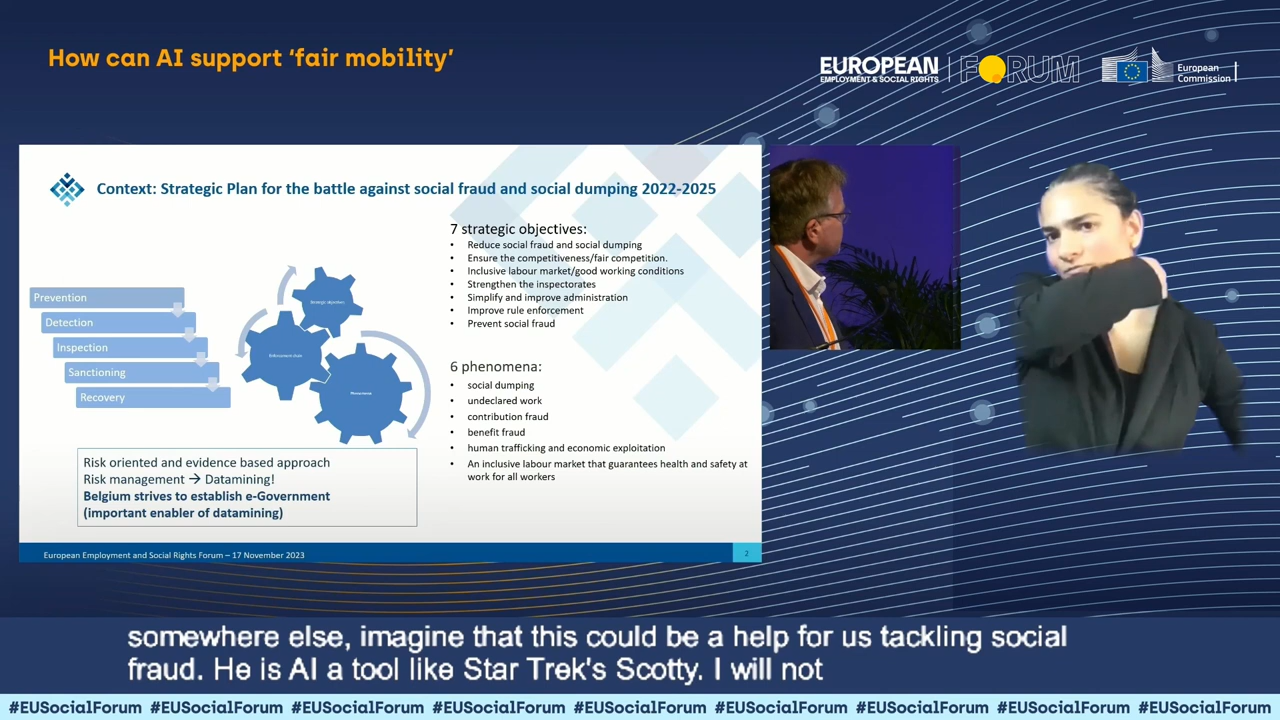 How can AI support ‘fair mobility’
EUROPEAN
EMPLOYMENT & SOCIAL RIGHTS
FORUM
European
Commission
Context: Strategic Plan for the battle against social fraud and social dumping 2022-2025
Prevention
Detection
Inspection
Sanctioning
Recovery
Strategic objectives
Enforcement chain
Phenomena
7 strategic objectives:
• Reduce social fraud and social dumping
• Ensure the competitiveness/fair competition.
• Inclusive labour market/good working conditions
• Strengthen the inspectorates
• Simplify and improve administration
• Improve rule enforcement
• Prevent social fraud
6 phenomena:
• social dumping
• undeclared work
• contribution fraud
• benefit fraud
• human trafficking and economic exploitation
• An inclusive labour market that guarantees health and safety at
work for all workers
Risk oriented and evidence based approach
Risk management → Datamining!
Belgium strives to establish e-Government
(important enabler of datamining)
European Employment and Social Rights Forum – 17 November 2023
2
somewhere else, imagine that this could be a help for us tackling social
fraud. He is AI a tool like Star Trek's Scotty. I will not
#EUSocialForum #EUSocialForum #EUSocialForum #EUSocialForum #EUSocialForum #EUSocialForum #EUSocialForum #EUSocialForum #EUSocialForum